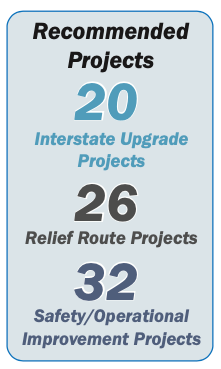 Recommended
Projects
20
Interstate Upgrade
Projects
26
Relief Route Projects
32
Safety/Operational
Improvement Projects